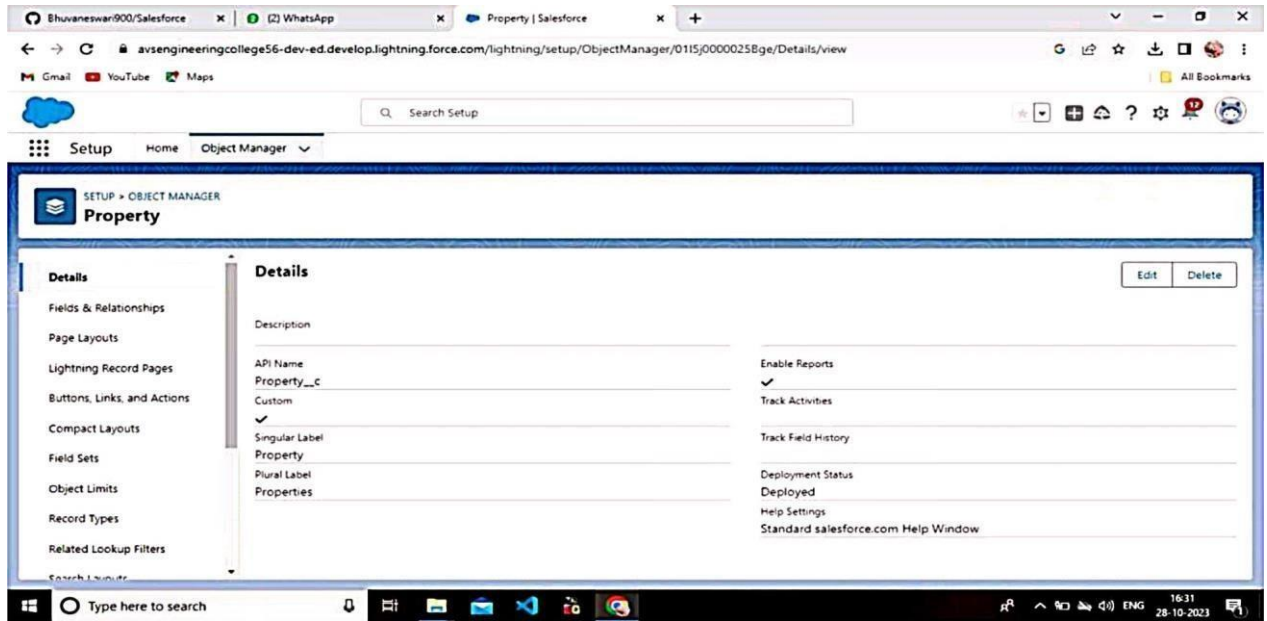 Bhuvaneswari900/Salesforce
(2) WhatsApp
Property | Salesforce
avsengineeringcollege56-dev-ed.develop.lightning.force.com/lightning/setup/ObjectManager/01I5j0000025Bge/Details/view
Gmail
YouTube
Maps
All Bookmarks
Search Setup
12
Setup
Home
Object Manager
SETUP > OBJECT MANAGER
Property
Details
Fields & Relationships
Page Layouts
Lightning Record Pages
Buttons, Links, and Actions
Compact Layouts
Field Sets
Object Limits
Record Types
Related Lookup Filters
Search Layouts
Details
Edit
Delete
Description
API Name
Property__c
Custom
Singular Label
Property
Plural Label
Properties
Enable Reports
Track Activities
Track Field History
Deployment Status
Deployed
Help Settings
Standard salesforce.com Help Window
Type here to search
ENG
16:31
28-10-2023
1